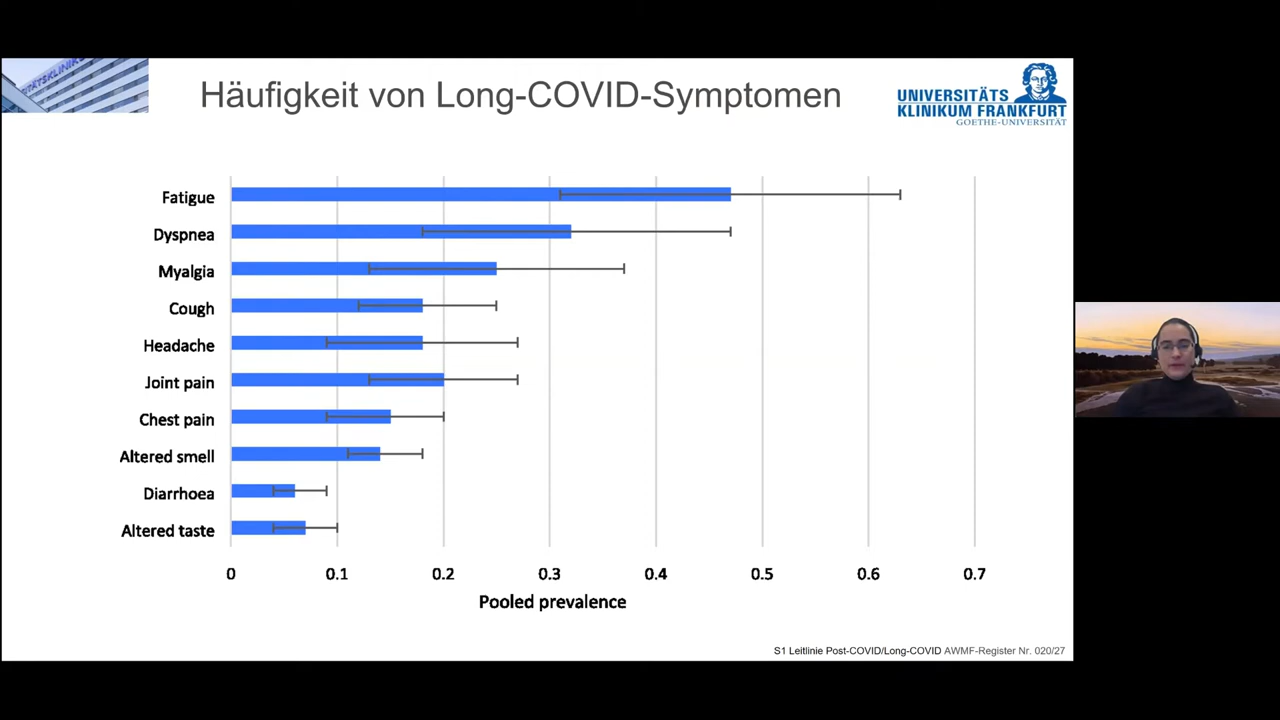 ITÄTSKLINIK
Häufigkeit von Long-COVID-Symptomen
UNIVERSITÄTS
KLINIKUM FRANKFURT
GOETHE-UNIVERSITÄT
Fatigue
Dyspnea
Myalgia
Cough
Headache
Joint pain
Chest pain
Altered smell
Diarrhoea
Altered taste
0 0.1 0.2 0.3 0.4 0.5 0.6 0.7
Pooled prevalence
S1 Leitlinie Post-COVID/Long-COVID AWMF-Register Nr. 020/27